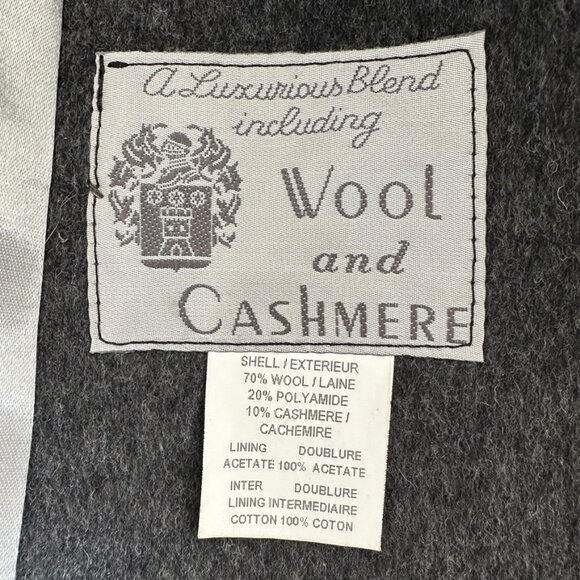 A Luxurious Blend
including
Wool
and
CASHMERE
SHELL / EXTERIEUR
70% WOOL / LAINE
20% POLYAMIDE
10% CASHMERE /
CACHEMIRE
LINING DOUBLURE
ACETATE 100% ACETATE
INTER DOUBLURE
LINING INTERMEDIAIRE
COTTON 100% COTON